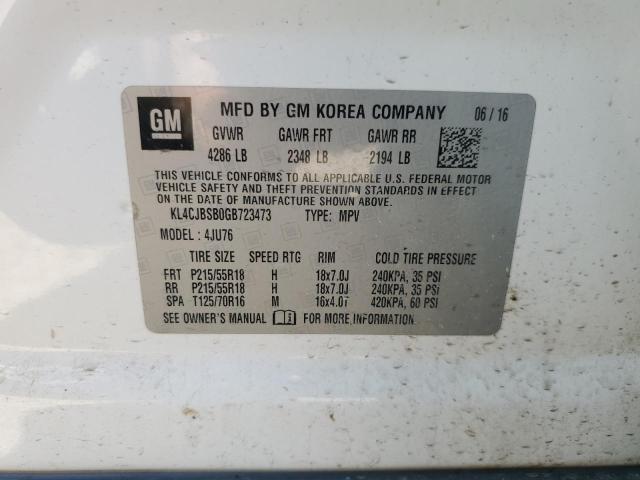 GM
MFD BY GM KOREA COMPANY 06 / 16
GVWR GAWR FRT GAWR RR
4286 LB 2348 LB 2194 LB
THIS VEHICLE CONFORMS TO ALL APPLICABLE U.S. FEDERAL MOTOR
VEHICLE SAFETY AND THEFT PREVENTION STANDARDS IN EFFECT
ON THE DATE OF MANUFACTURE SHOWN ABOVE.
KL4CJBSB0GB723473 TYPE: MPV
MODEL: 4JU76
TIRE SIZE SPEED RTG RIM COLD TIRE PRESSURE
FRT P215/55R18 H 18x7.0J 240KPA, 35 PSI
RR P215/55R18 H 18x7.0J 240KPA, 35 PSI
SPA T125/70R16 M 16x4.0T 420KPA, 60 PSI
SEE OWNER'S MANUAL FOR MORE INFORMATION